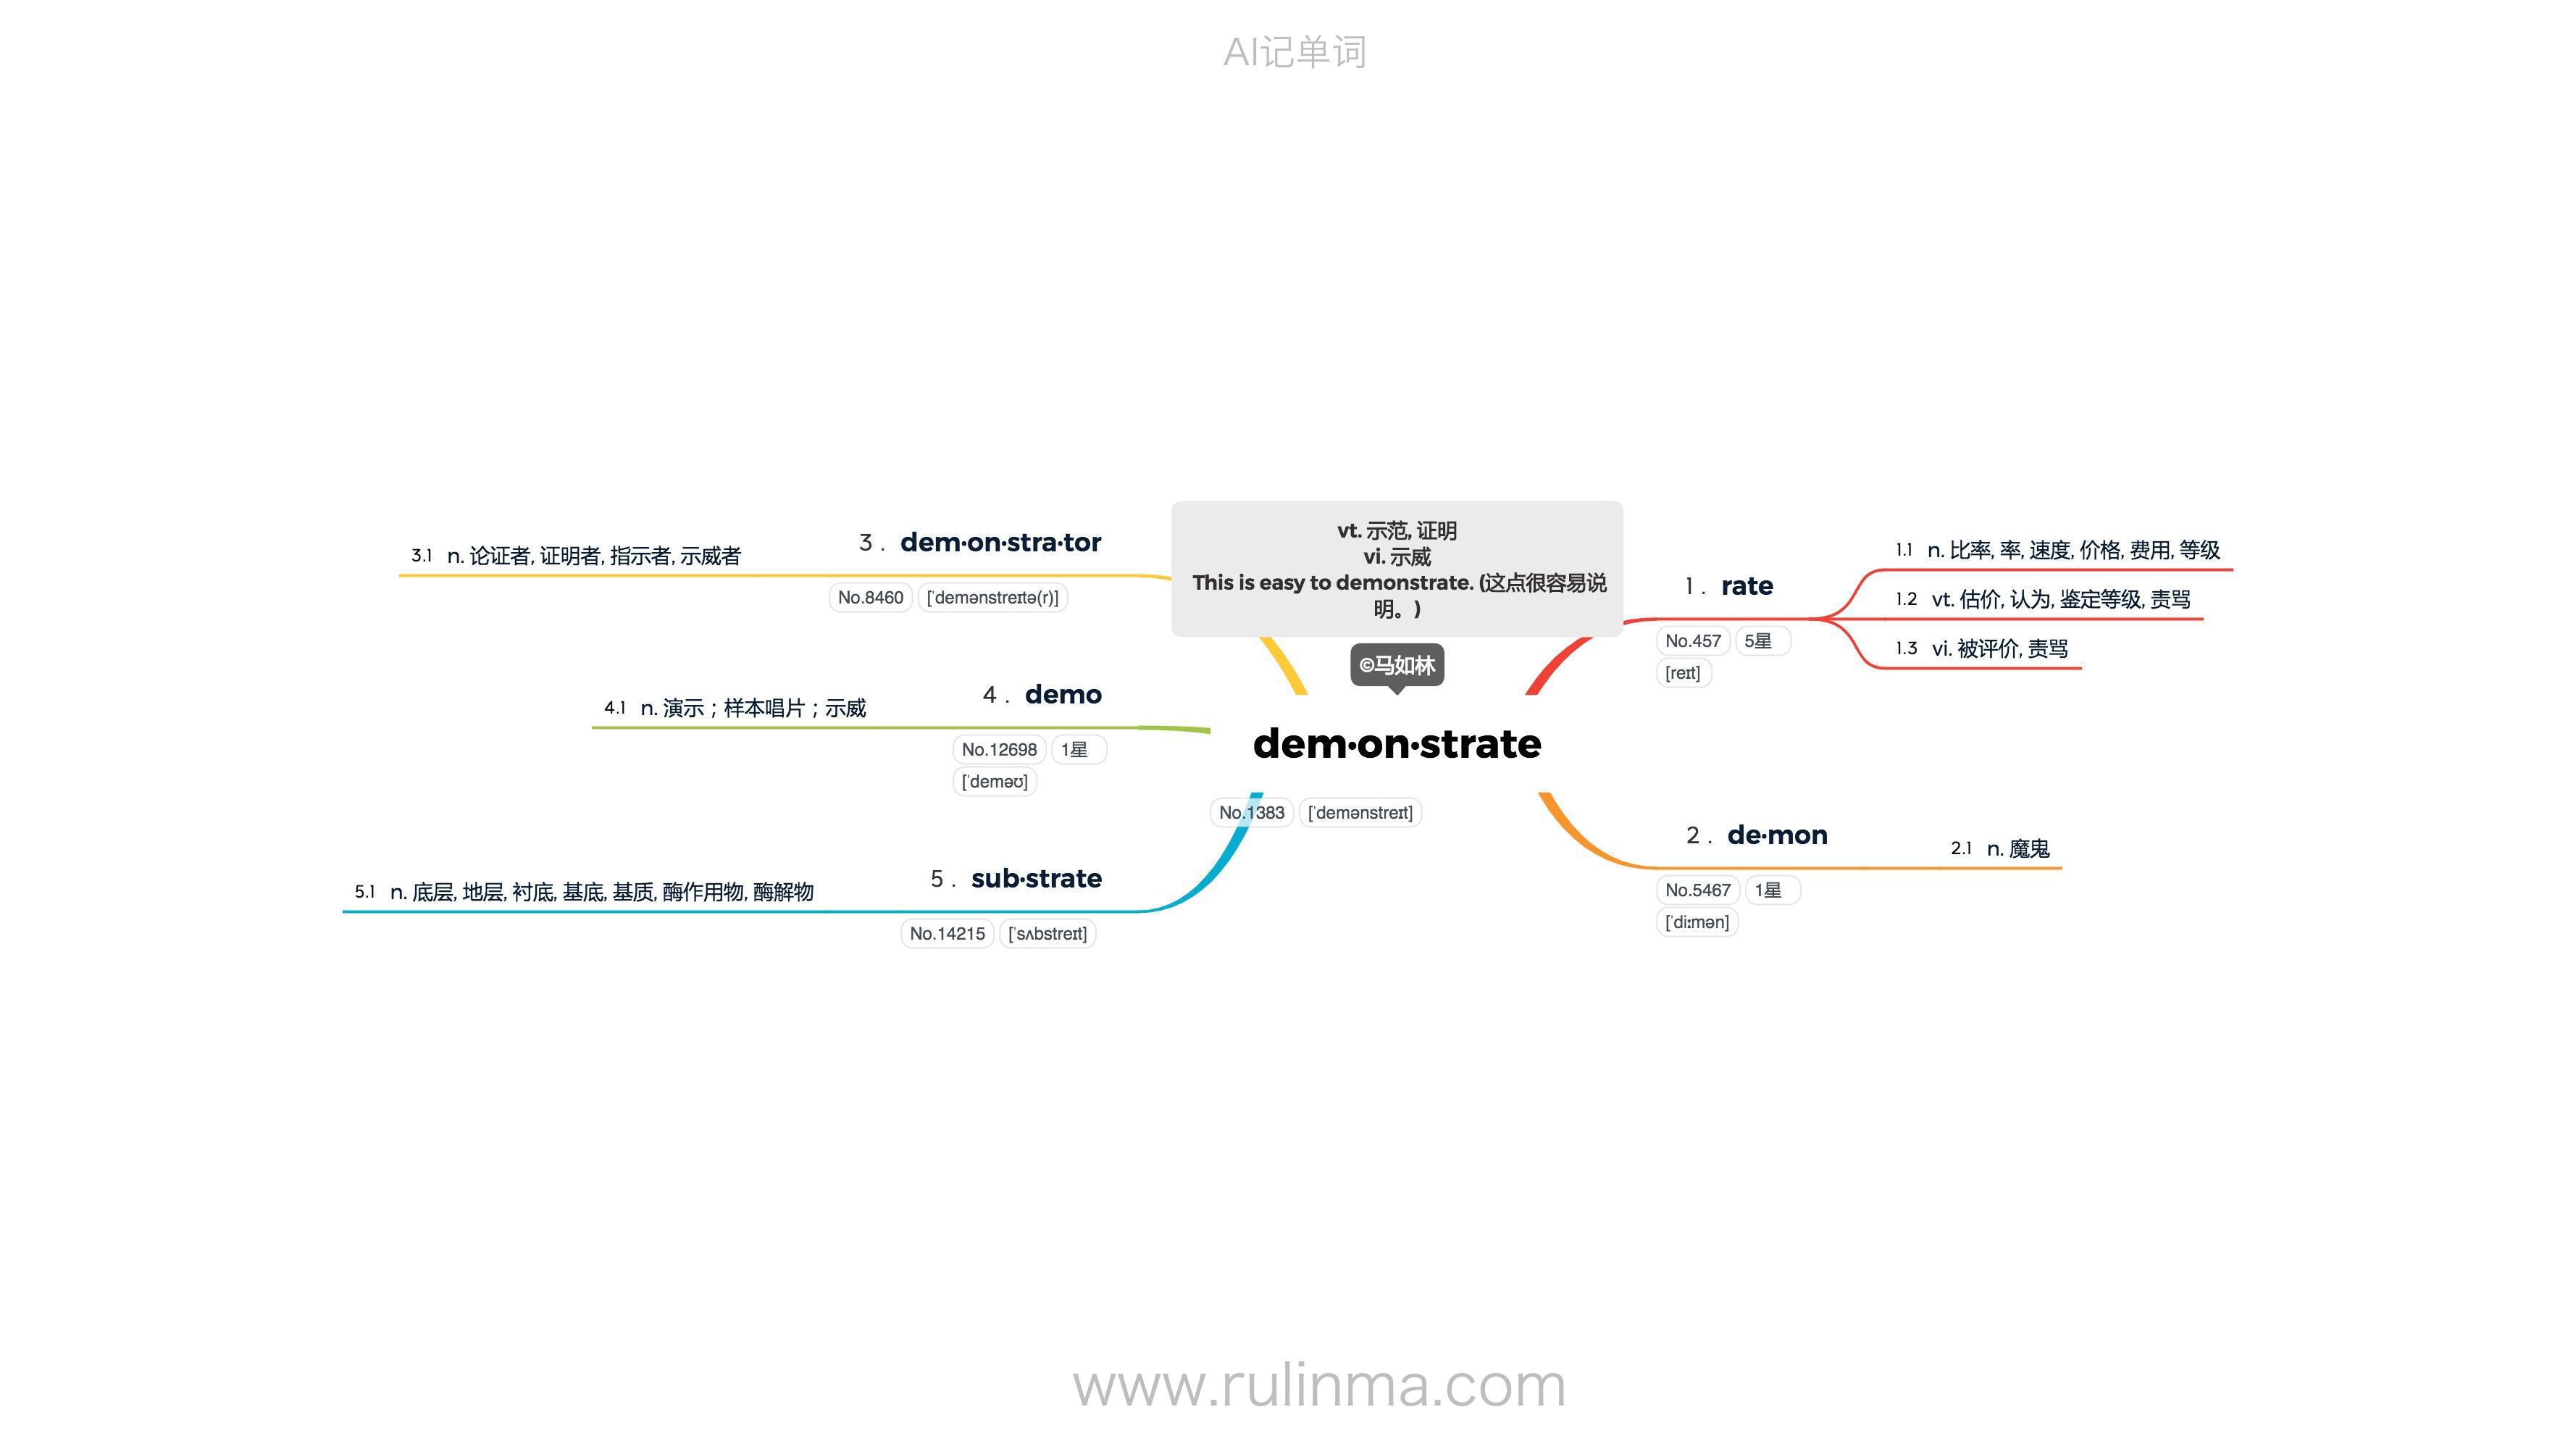 AI记单词
vt. 示范, 证明
vi. 示威
This is easy to demonstrate. (这点很容易说
明。)
©马如林
dem·on·strate
No.1383 [ˈdemənstreɪt]
1 . rate
No.457 5星
[reɪt]
1.1 n. 比率, 率, 速度, 价格, 费用, 等级
1.2 vt. 估价, 认为, 鉴定等级, 责骂
1.3 vi. 被评价, 责骂
2 . de·mon
No.5467 1星
[ˈdiːmən]
2.1 n. 魔鬼
3 . dem·on·stra·tor
No.8460 [ˈdemənstreɪtə(r)]
3.1 n. 论证者, 证明者, 指示者, 示威者
4 . demo
No.12698 1星
[ˈdeməʊ]
4.1 n. 演示；样本唱片；示威
5 . sub·strate
No.14215 [ˈsʌbstreɪt]
5.1 n. 底层, 地层, 衬底, 基底, 基质, 酶作用物, 酶解物
www.rulinma.com